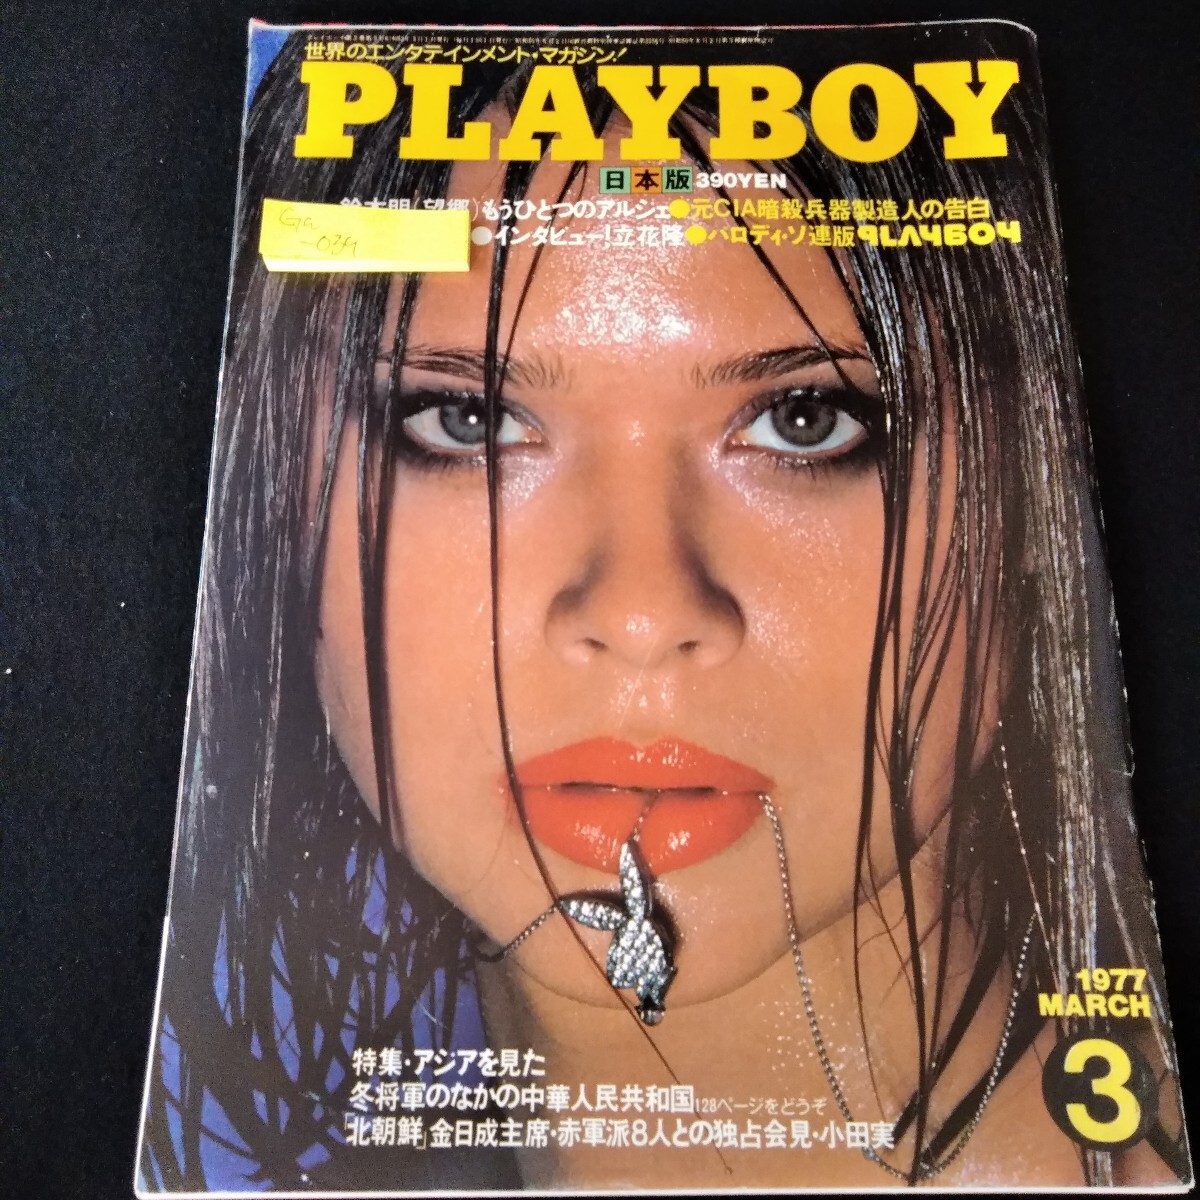 世界のエンタテインメント・マガジン!
PLAYBOY
日本版 390YEN
鈴木明(望郷)もうひとつのアルシェ●元CIA暗殺兵器製造人の告白
●インタビュー!立花隆●パロディ・ソ連版PLAYBOY
Ga
-039
1977
MARCH
3
特集・アジアを見た
冬将軍のなかの中華人民共和国128ページをどうぞ
「北朝鮮」金日成主席・赤軍派8人との独占会見・小田実